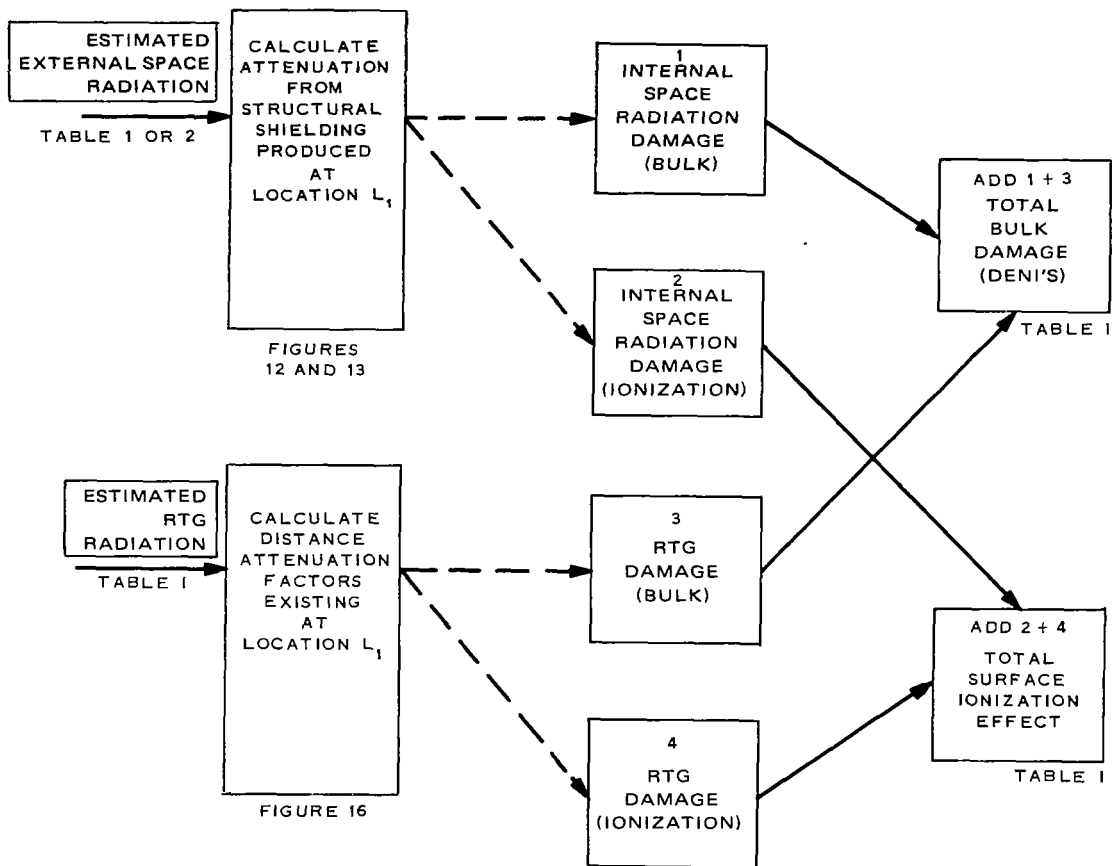 ESTIMATED
EXTERNAL SPACE
RADIATION
TABLE 1 OR 2
CALCULATE
ATTENUATION
FROM
STRUCTURAL
SHIELDING
PRODUCED
AT
LOCATION L1
FIGURES
12 AND 13
1
INTERNAL
SPACE
RADIATION
DAMAGE
(BULK)
2
INTERNAL
SPACE
RADIATION
DAMAGE
(IONIZATION)
ADD 1 + 3
TOTAL
BULK
DAMAGE
(DENI'S)
TABLE I
ESTIMATED
RTG
RADIATION
TABLE I
CALCULATE
DISTANCE
ATTENUATION
FACTORS
EXISTING
AT
LOCATION L1
FIGURE 16
3
RTG
DAMAGE
(BULK)
4
RTG
DAMAGE
(IONIZATION)
ADD 2 + 4
TOTAL
SURFACE
IONIZATION
EFFECT
TABLE I